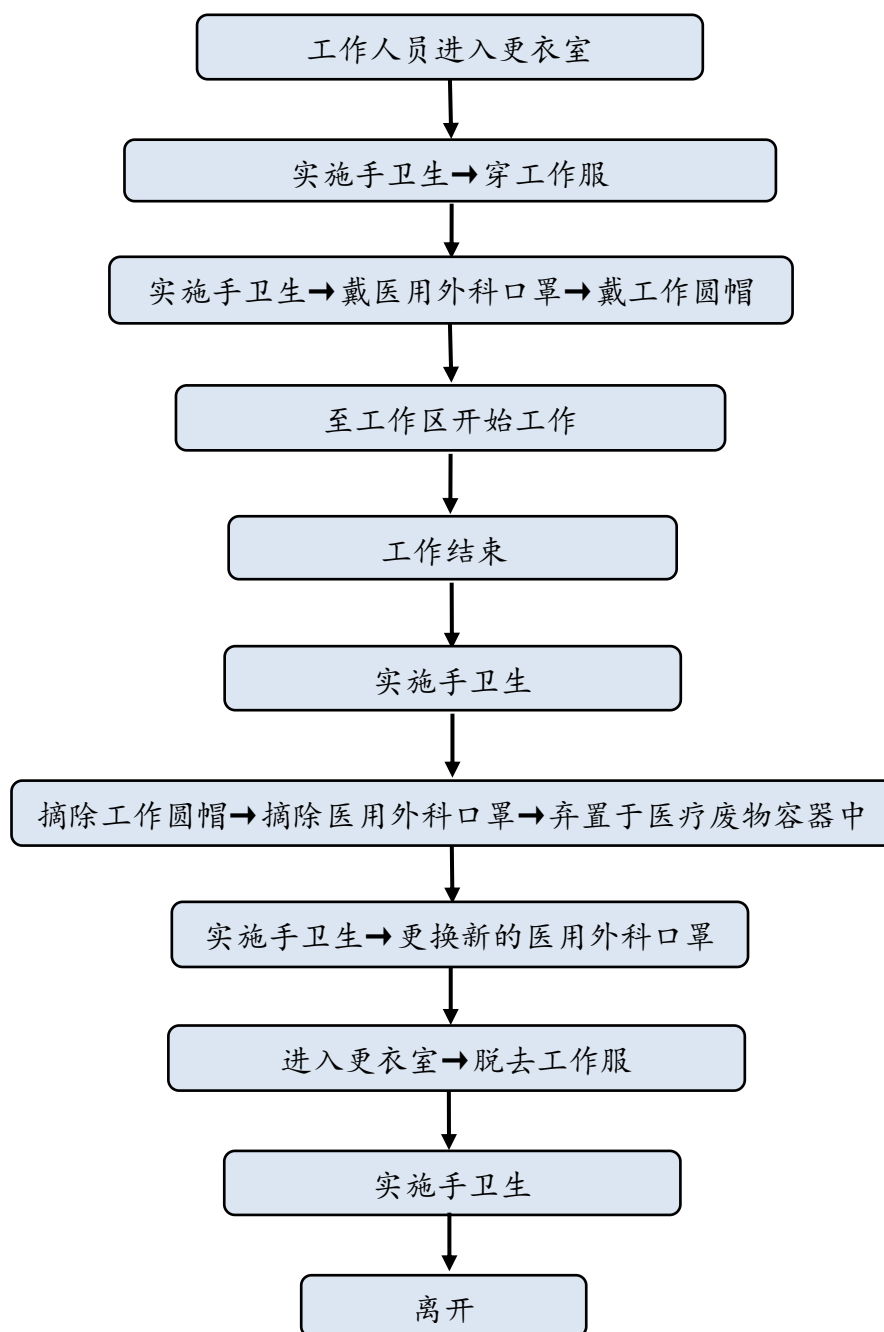 工作人员进入更衣室
实施手卫生→穿工作服
实施手卫生→戴医用外科口罩→戴工作圆帽
至工作区开始工作
工作结束
实施手卫生
摘除工作圆帽→摘除医用外科口罩→弃置于医疗废物容器中
实施手卫生→更换新的医用外科口罩
进入更衣室→脱去工作服
实施手卫生
离开